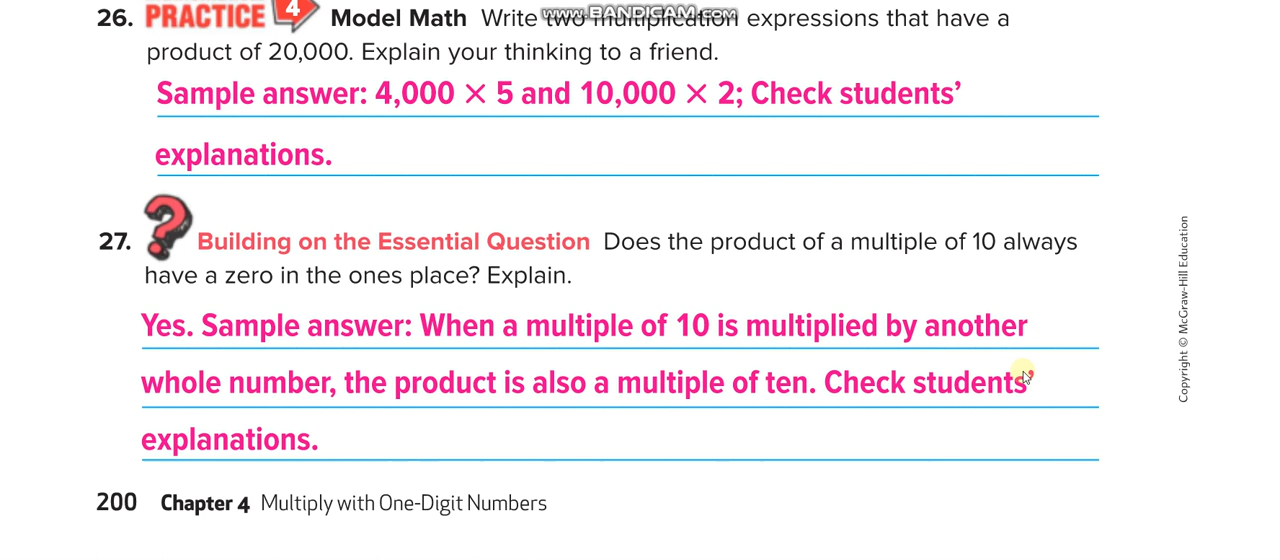 26. PRACTICE 4 Model Math Write two multiplication expressions that have a
www.BANDICAM.com
product of 20,000. Explain your thinking to a friend.
Sample answer: 4,000 × 5 and 10,000 × 2; Check students’
explanations.
27. ? Building on the Essential Question Does the product of a multiple of 10 always
have a zero in the ones place? Explain.
Yes. Sample answer: When a multiple of 10 is multiplied by another
whole number, the product is also a multiple of ten. Check students’
explanations.
200 Chapter 4 Multiply with One-Digit Numbers
Copyright © McGraw-Hill Education